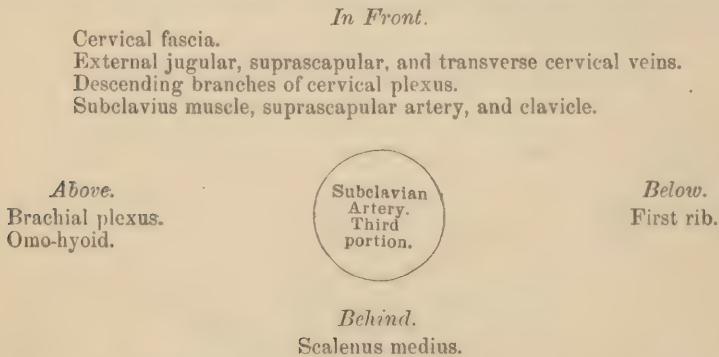 In Front.
Cervical fascia.
External jugular, suprascapular, and transverse cervical veins.
Descending branches of cervical plexus.
Subclavius muscle, suprascapular artery, and clavicle.
Above.
Brachial plexus.
Omo-hyoid.
Subclavian
Artery.
Third
portion.
Below.
First rib.
Behind.
Scalenus medius.